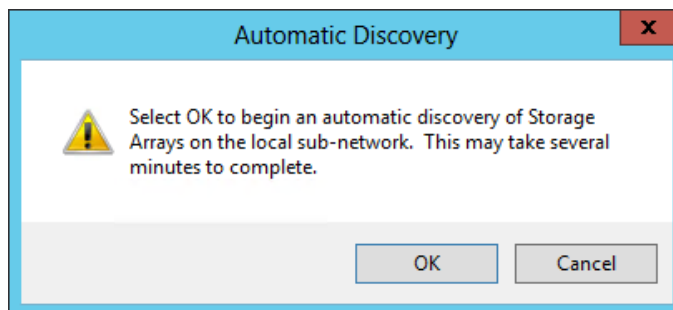 Automatic Discovery
x
Select OK to begin an automatic discovery of Storage
Arrays on the local sub-network.  This may take several
minutes to complete.
OK
Cancel